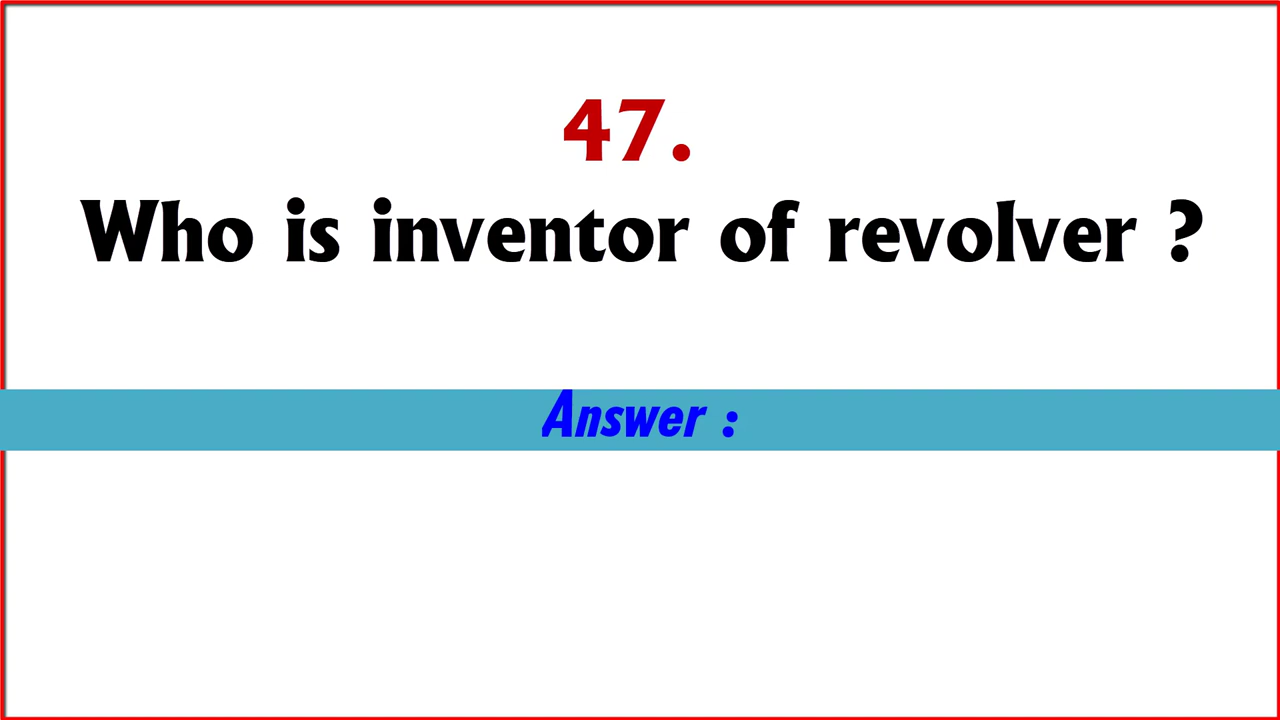 47.
Who is inventor of revolver ?
Answer :